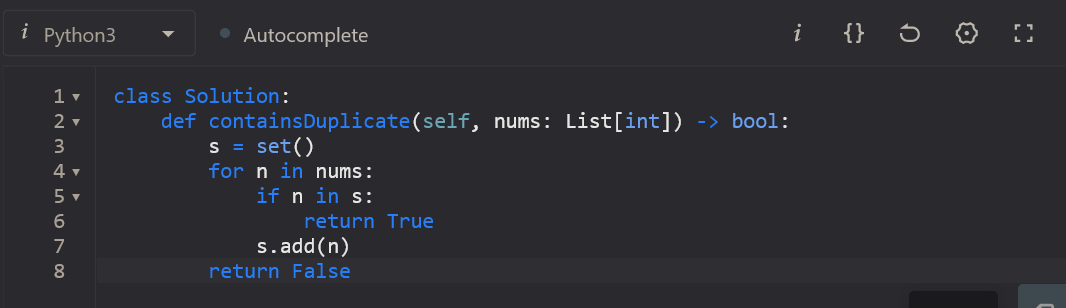 i Python3 Autocomplete i {}
1 class Solution:
2     def containsDuplicate(self, nums: List[int]) -> bool:
3         s = set()
4         for n in nums:
5             if n in s:
6                 return True
7             s.add(n)
8         return False